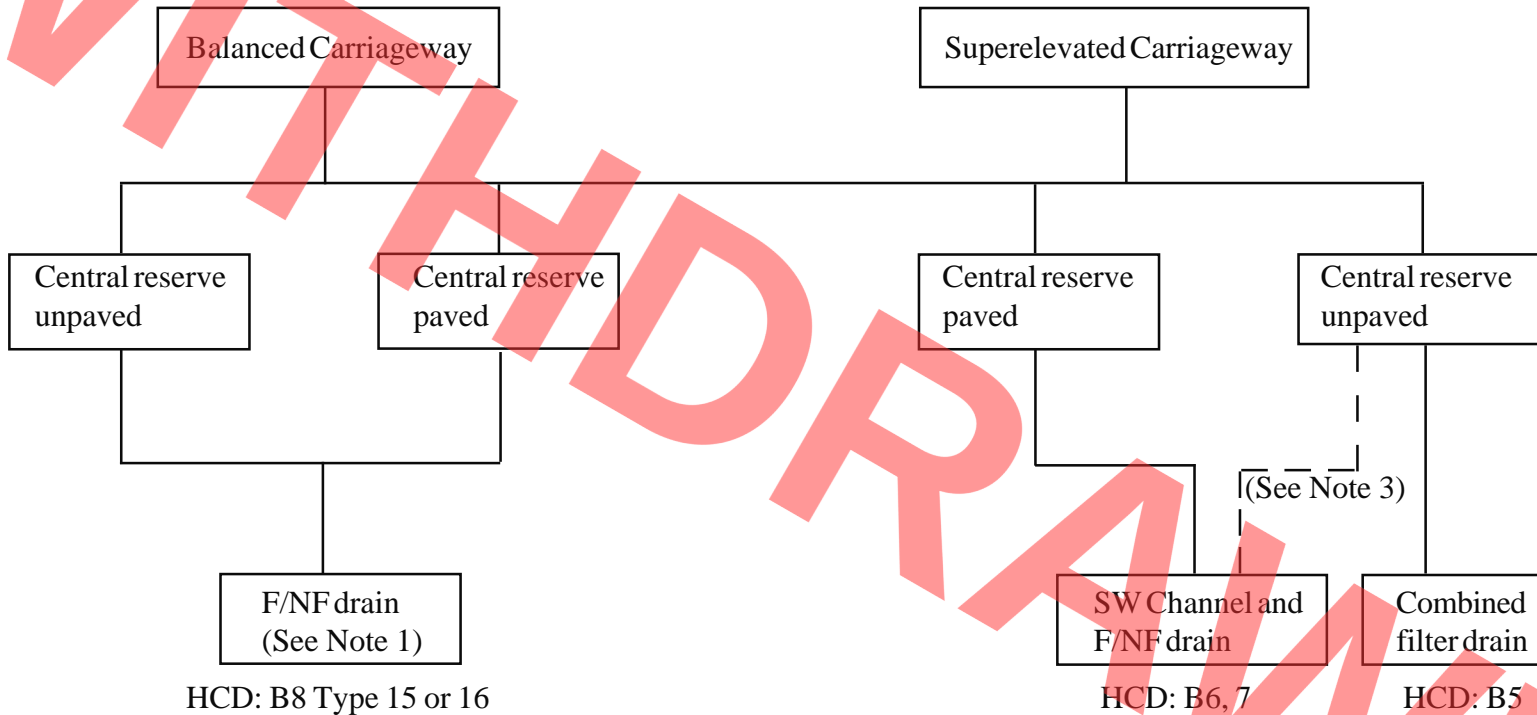 Balanced Carriageway
Superelevated Carriageway
Central reserve
unpaved
Central reserve
paved
Central reserve
paved
Central reserve
unpaved
(See Note 3)
F/NF drain
(See Note 1)
SW Channel and
F/NF drain
Combined
filter drain
HCD: B8 Type 15 or 16
HCD: B6, 7
HCD: B5
WITHDRAW